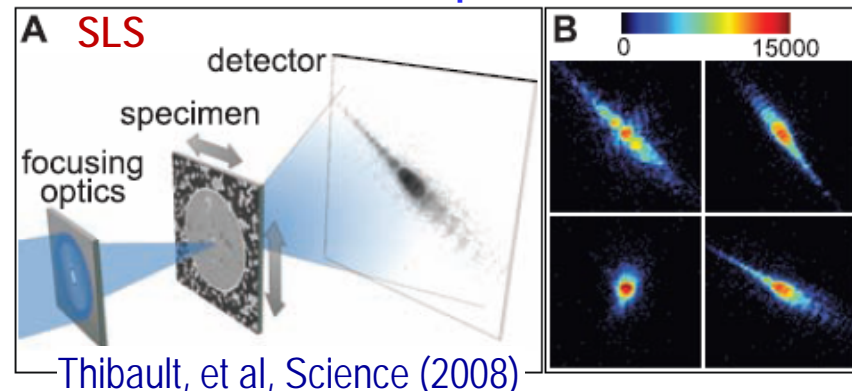 A SLS
detector
specimen
focusing
optics
Thibault, et al, Science (2008)
B
0 15000